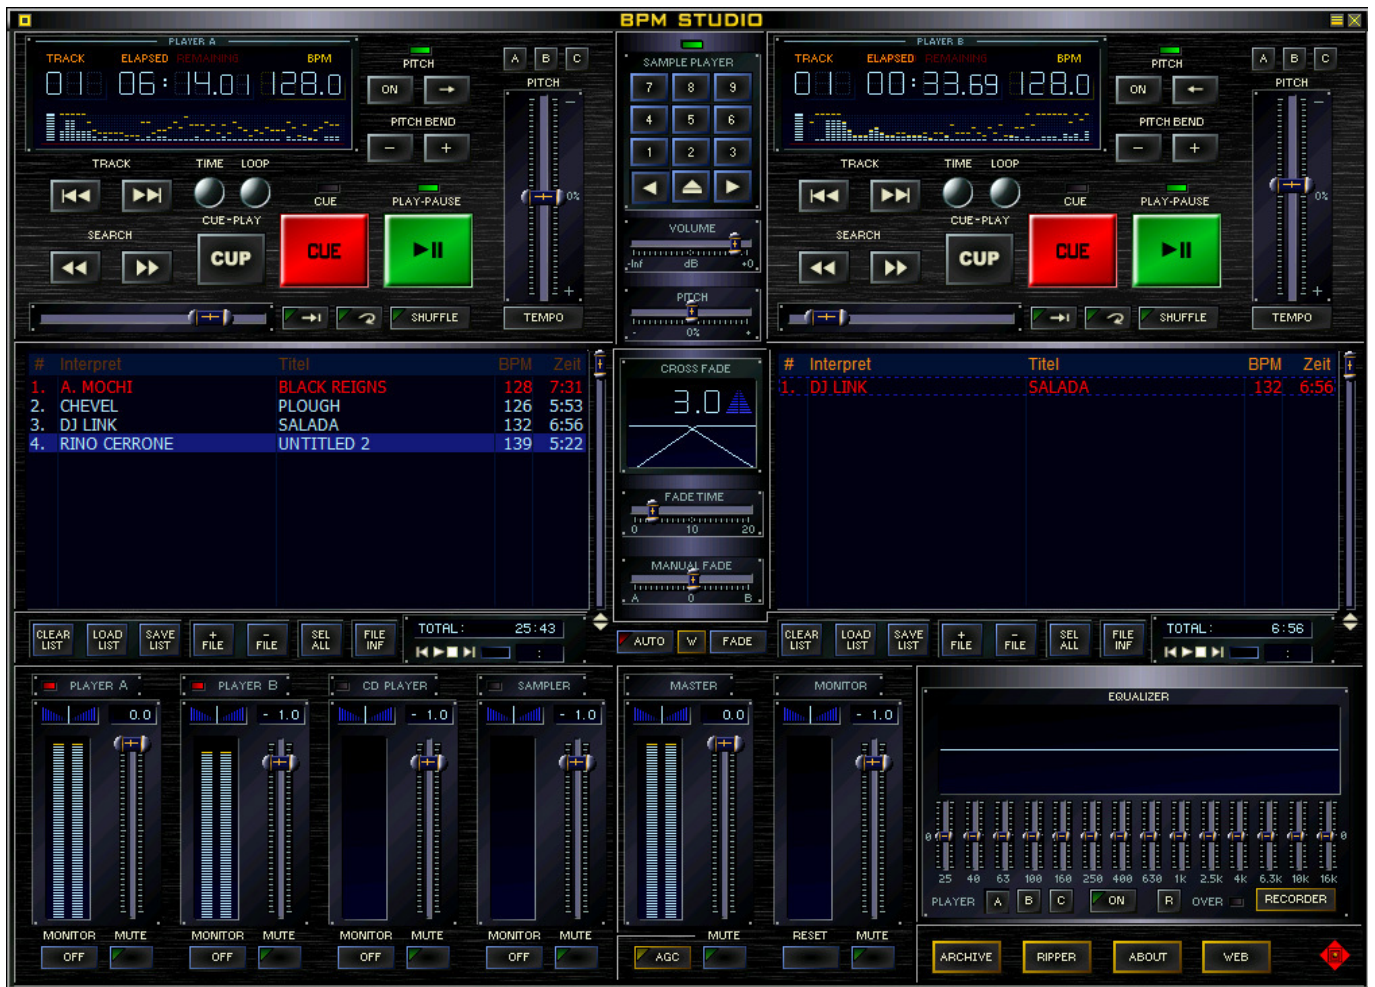 BPM STUDIO
PLAYER A
TRACK ELAPSED REMAINING BPM
01 06:14.01 128.0
PITCH
ON
PITCH BEND
- +
A B C
PITCH
-
0%
+
TEMPO
TRACK TIME LOOP
CUE PLAY-PAUSE
CUE-PLAY
SEARCH
CUP CUE
SHUFFLE
SAMPLE PLAYER
7 8 9
4 5 6
1 2 3
VOLUME
-Inf dB +0
PITCH
- 0% +
PLAYER B
TRACK ELAPSED REMAINING BPM
01 00:33.69 128.0
PITCH
ON
PITCH BEND
- +
A B C
PITCH
-
0%
+
TEMPO
TRACK TIME LOOP
CUE PLAY-PAUSE
CUE-PLAY
SEARCH
CUP CUE
SHUFFLE
# Interpret Titel BPM Zeit
1. A. MOCHI BLACK REIGNS 128 7:31
2. CHEVEL PLOUGH 126 5:53
3. DJ LINK SALADA 132 6:56
4. RINO CERRONE UNTITLED 2 139 5:22
CROSS FADE
3.0
FADE TIME
0 10 20
MANUAL FADE
A 0 B
AUTO W FADE
# Interpret Titel BPM Zeit
1. DJ LINK SALADA 132 6:56
CLEAR LIST LOAD LIST SAVE LIST + FILE - FILE SEL ALL FILE INF
TOTAL: 25:43
:
CLEAR LIST LOAD LIST SAVE LIST + FILE - FILE SEL ALL FILE INF
TOTAL: 6:56
:
PLAYER A PLAYER B CD PLAYER SAMPLER MASTER MONITOR
0.0 - 1.0 - 1.0 - 1.0 0.0 - 1.0
MONITOR MUTE MONITOR MUTE MONITOR MUTE MONITOR MUTE MUTE RESET MUTE
OFF OFF OFF OFF AGC
EQUALIZER
0 0
25 40 63 100 160 250 400 630 1K 2.5K 4K 6.3K 10K 16K
PLAYER A B C ON R OVER RECORDER
ARCHIVE RIPPER ABOUT WEB